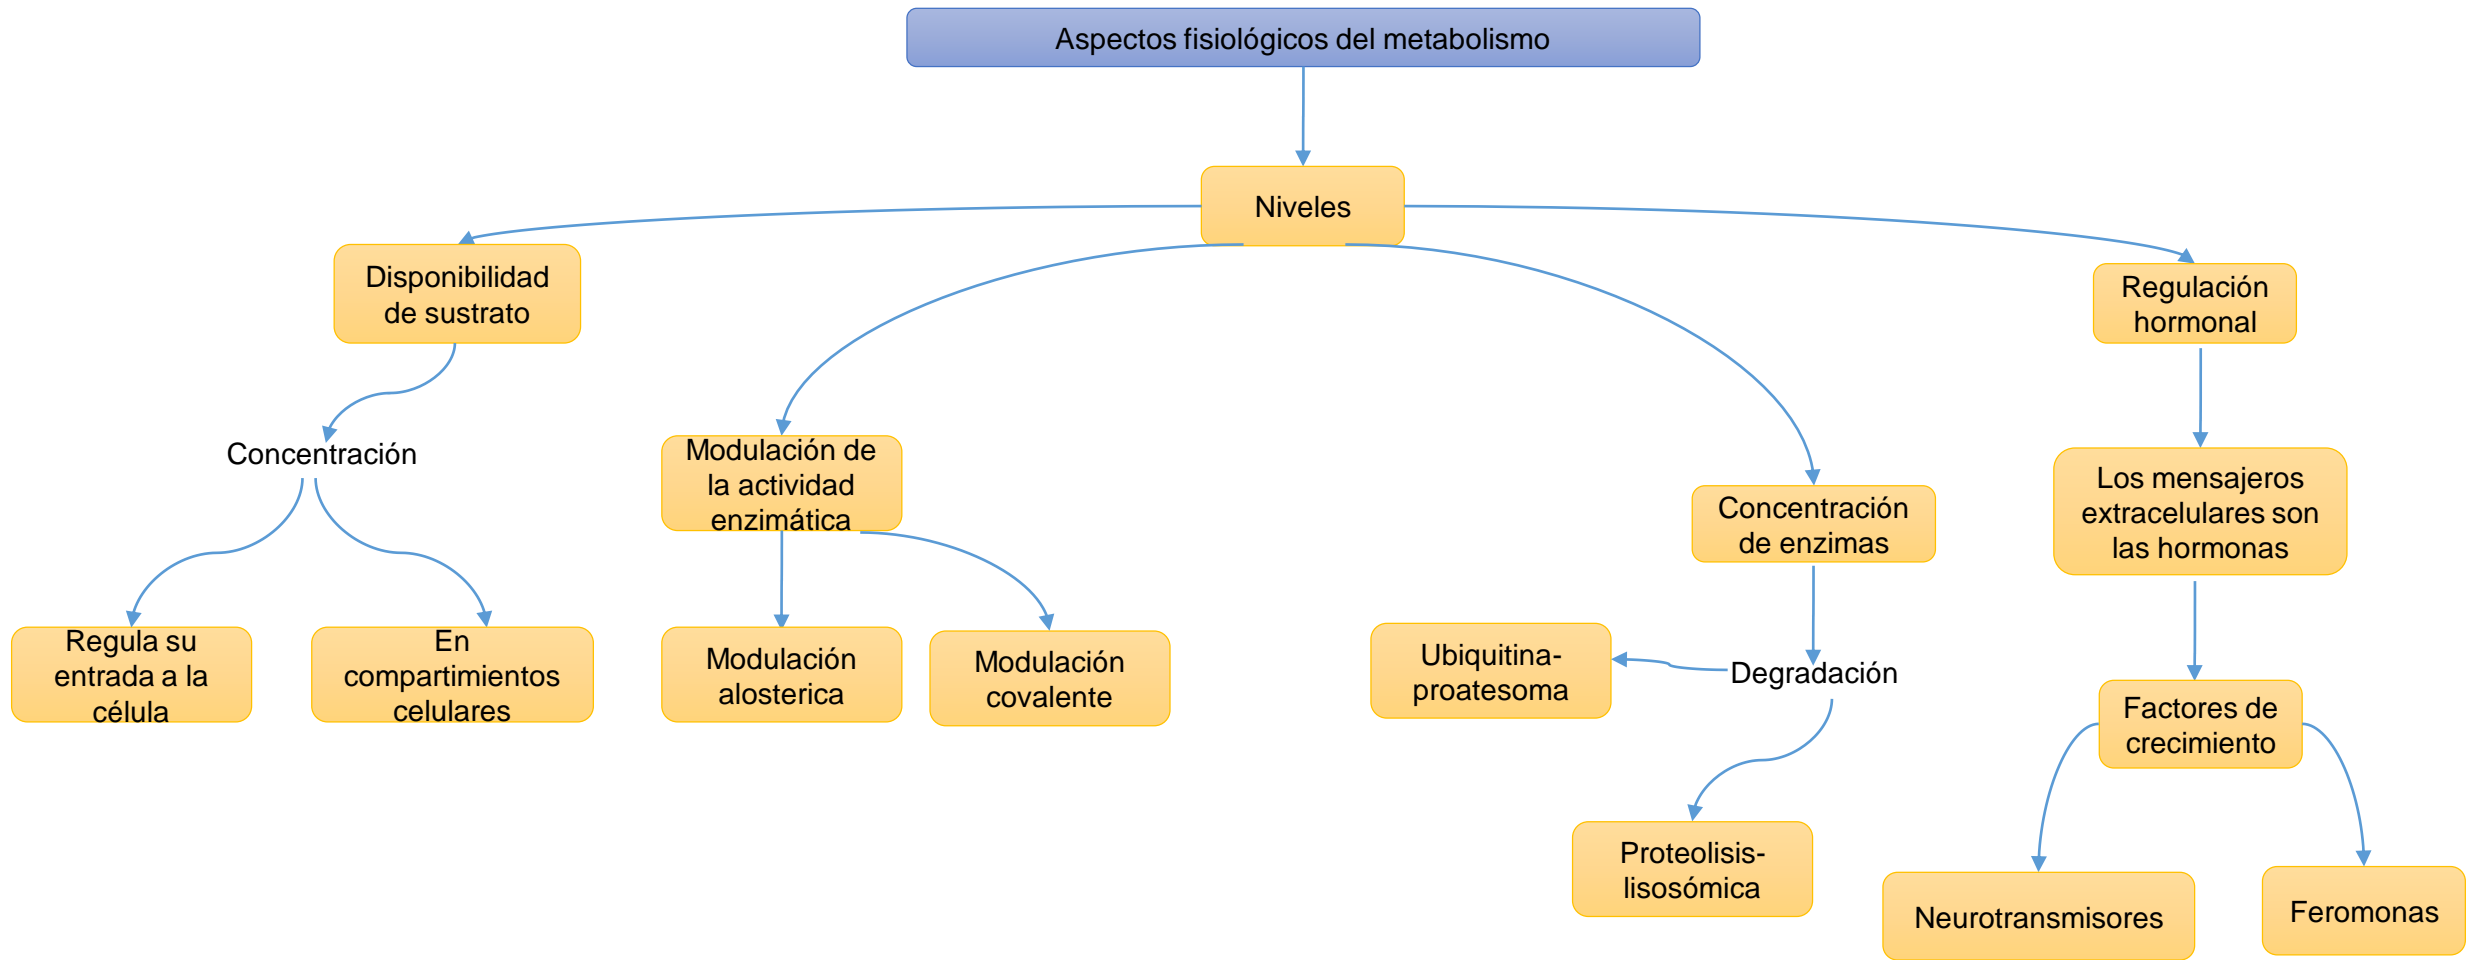 Aspectos fisiológicos del metabolismo
Niveles
Disponibilidad
de sustrato
Regulación
hormonal
Concentración
Modulación de
la actividad
enzimática
Concentración
de enzimas
Los mensajeros
extracelulares son
las hormonas
Regula su
entrada a la
célula
En
compartimientos
celulares
Modulación
alosterica
Modulación
covalente
Ubiquitina-
proatesoma
Degradación
Factores de
crecimiento
Proteolisis-
lisosómica
Neurotransmisores
Feromonas